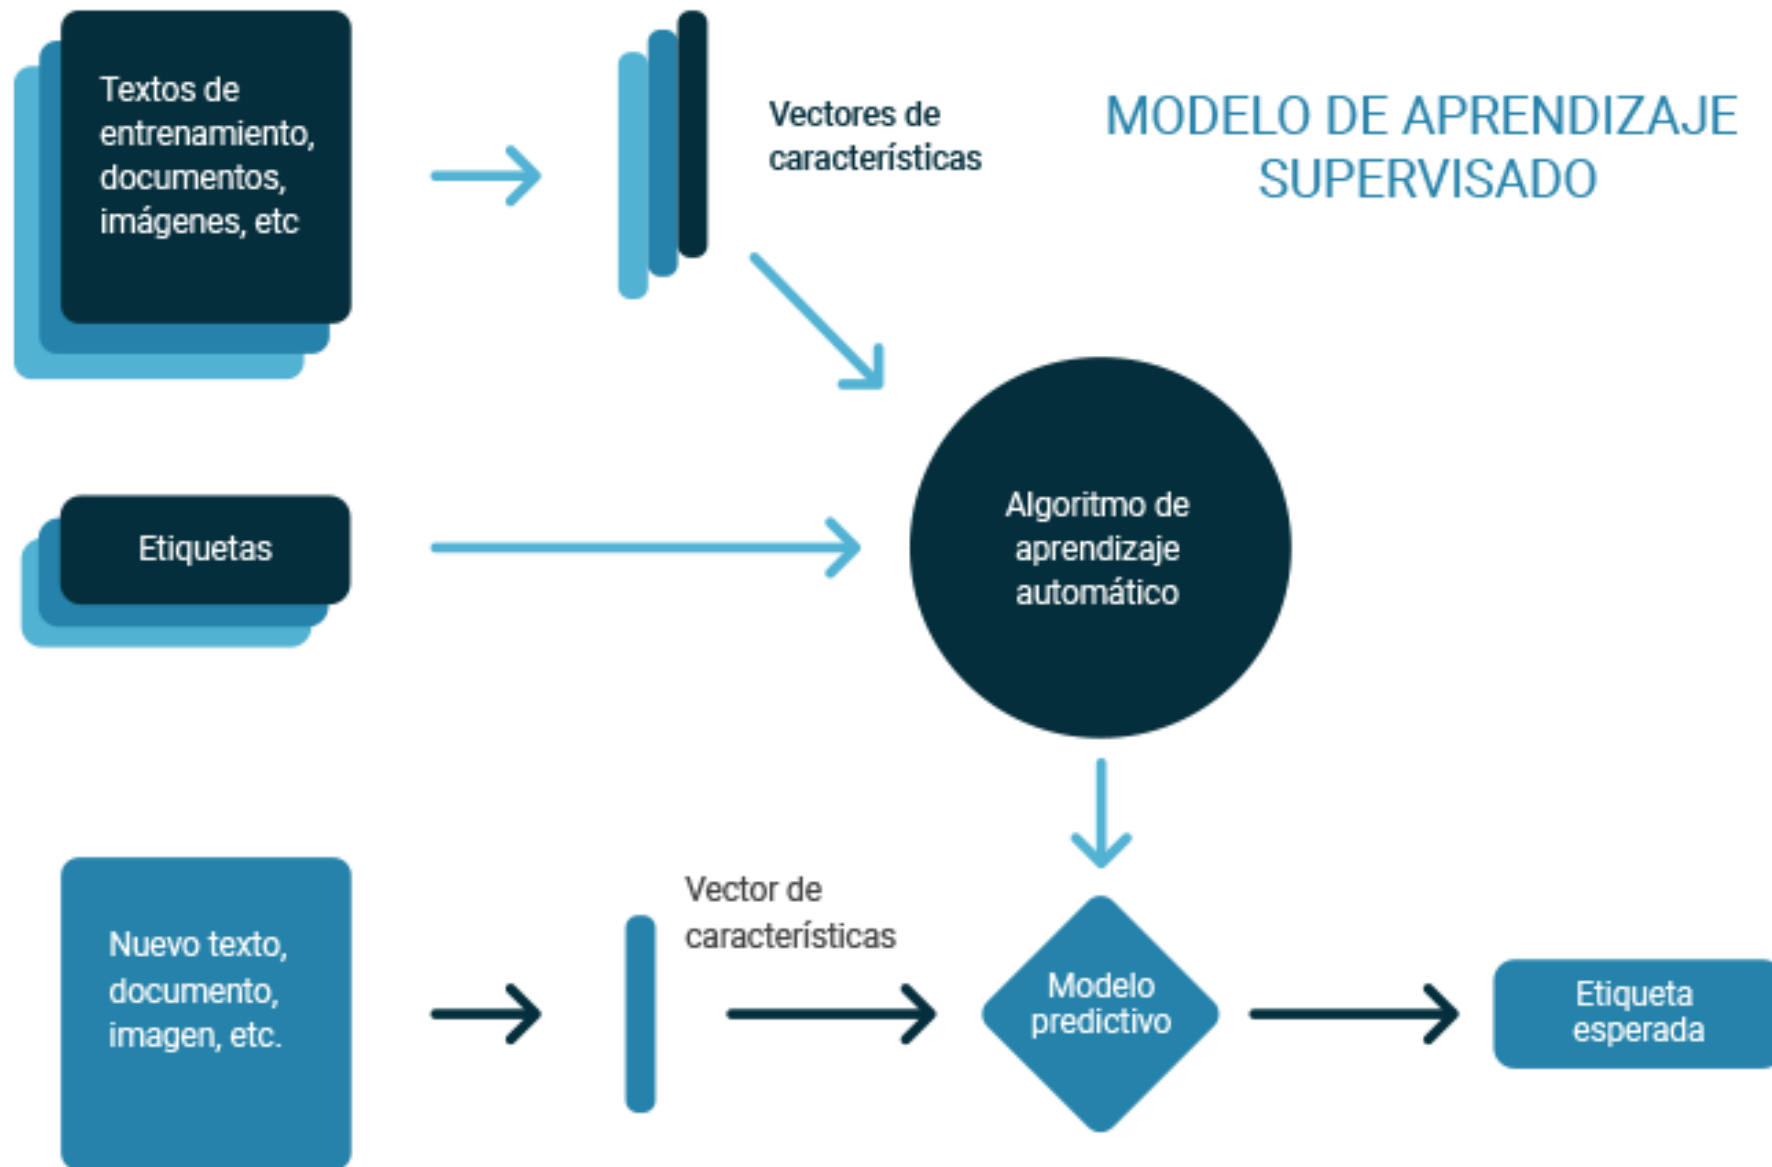 Textos de
entrenamiento,
documentos,
imágenes, etc
Vectores de
características
MODELO DE APRENDIZAJE
SUPERVISADO
Etiquetas
Algoritmo de
aprendizaje
automático
Nuevo texto,
documento,
imagen, etc.
Vector de
características
Modelo
predictivo
Etiqueta
esperada